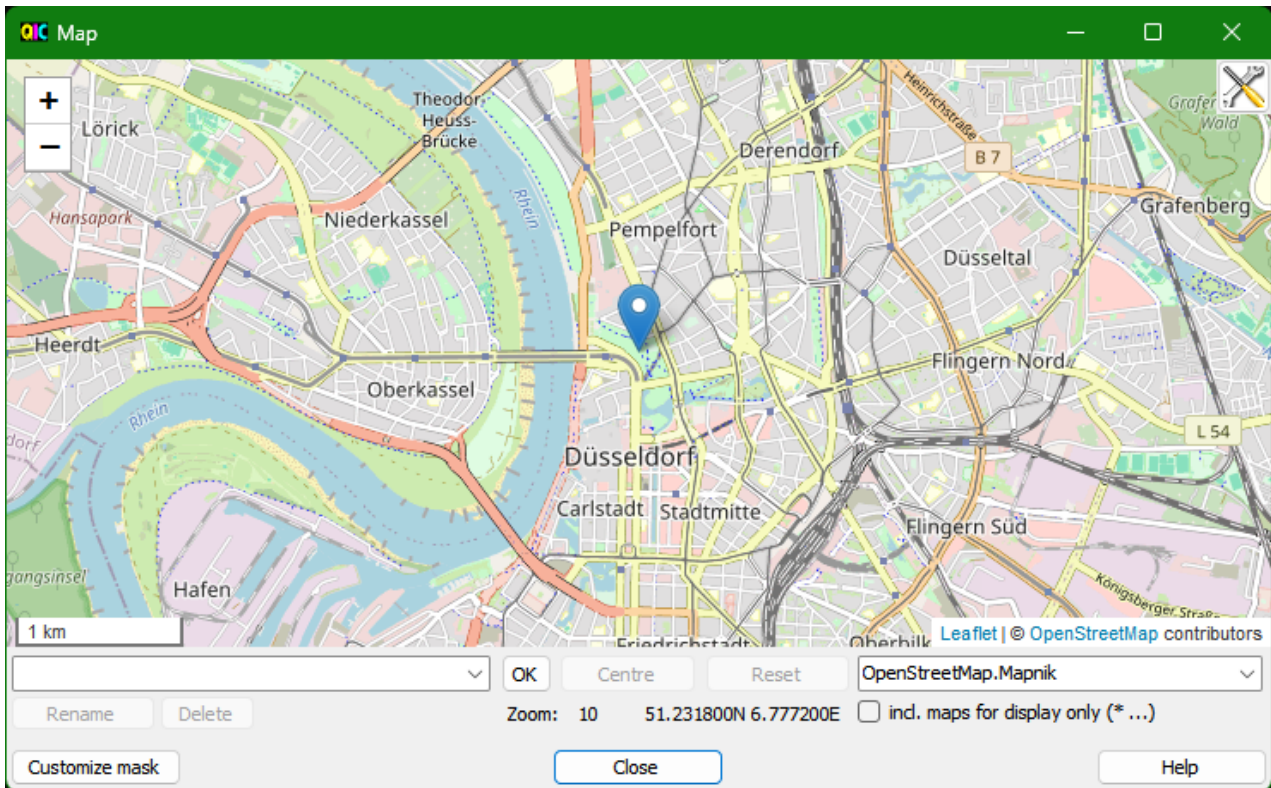 Map
+
−
Theodor-
Heuss-
Brücke
Heinrichstraße
Grafer
Wald
Lörick
Derendorf
B 7
Hansapark
Rhein
Niederkassel
Pempelfort
Grafenberg
Düsseltal
Heerdt
Flingern Nord
Oberkassel
Rhein
L 54
Düsseldorf
Carlstadt
Stadtmitte
Flingern Süd
gangsinsel
Hafen
Königsberger Straße
1 km
Friedrichstadt
Oberbilk
Leaflet | © OpenStreetMap contributors
OK
Centre
Reset
OpenStreetMap.Mapnik
Rename
Delete
Zoom: 10 51.231800N 6.777200E
incl. maps for display only (* ...)
Customize mask
Close
Help